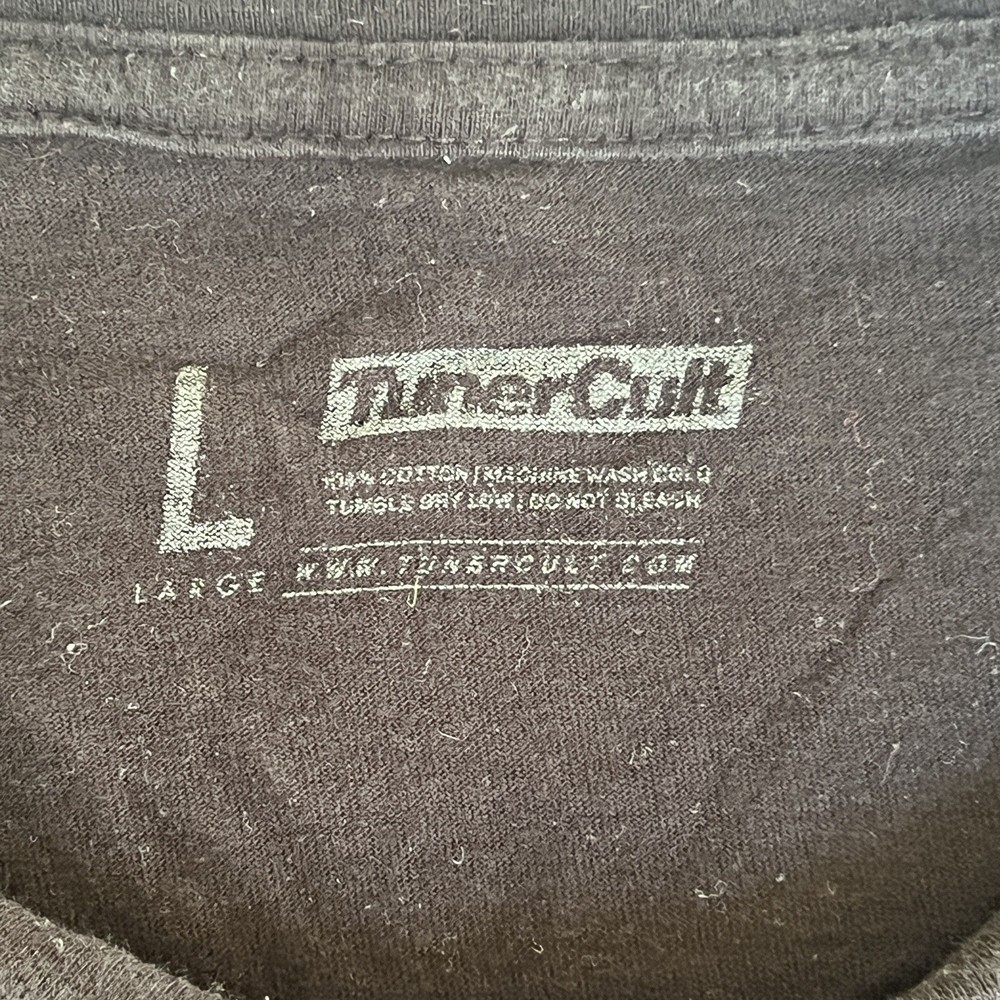 L
LARGE
TunerCult
100% COTTON | MACHINE WASH COLD
TUMBLE DRY LOW | DO NOT BLEACH
WWW.TUNERCULT.COM